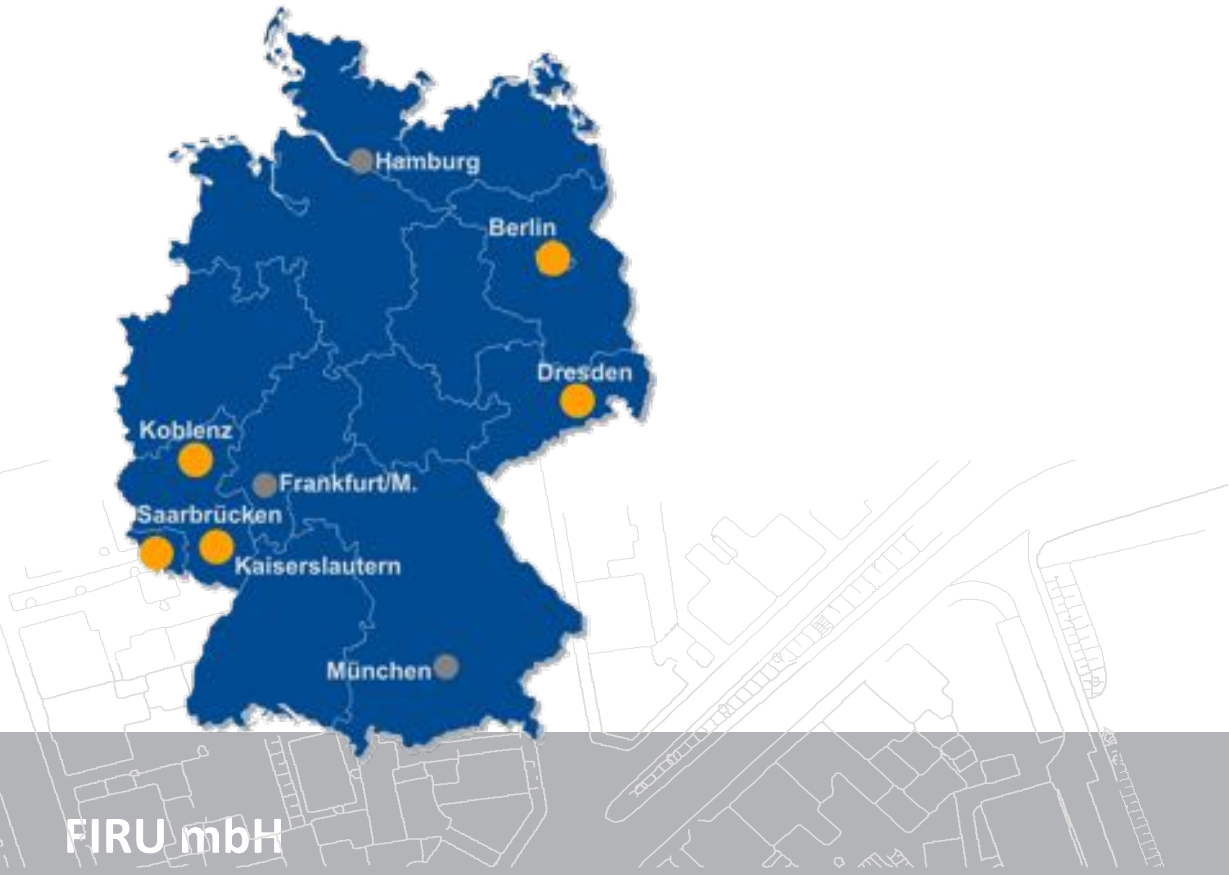 Hamburg
Berlin
Dresden
Koblenz
Frankfurt/M.
Saarbrücken
Kaiserslautern
München
FIRU mbH